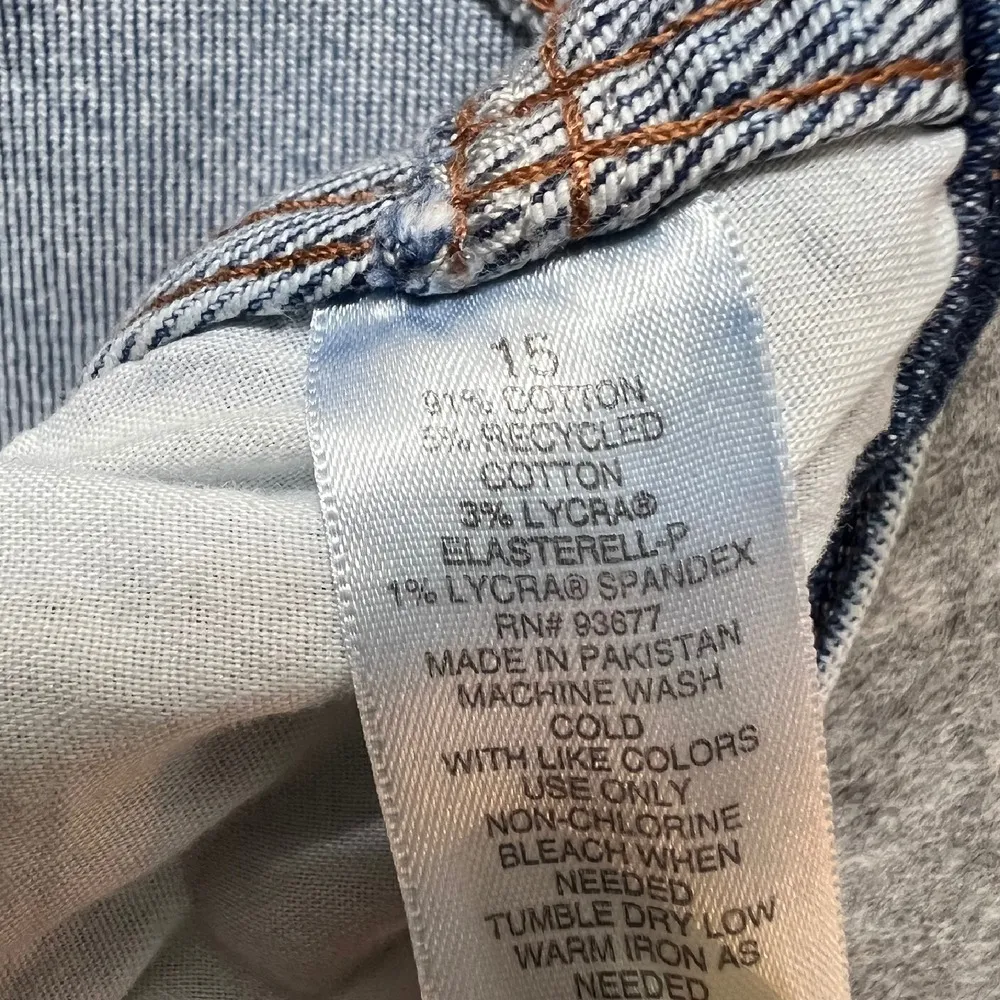 15
91% COTTON
5% RECYCLED
COTTON
3% LYCRA®
ELASTERELL-P
1% LYCRA® SPANDEX
RN# 93677
MADE IN PAKISTAN
MACHINE WASH
COLD
WITH LIKE COLORS
USE ONLY
NON-CHLORINE
BLEACH WHEN
NEEDED
TUMBLE DRY LOW
WARM IRON AS
NEEDED